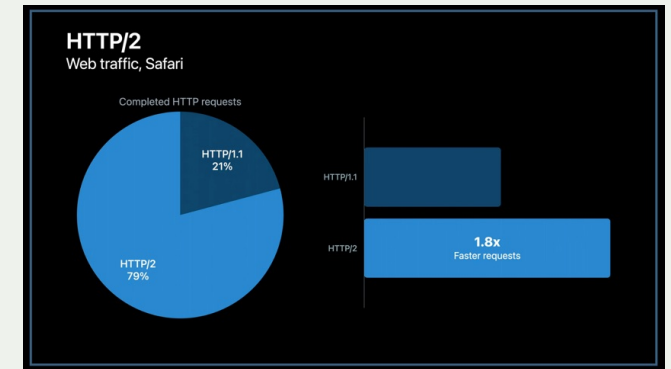 HTTP/2
Web traffic, Safari
Completed HTTP requests
HTTP/1.1
21%
HTTP/2
79%
HTTP/1.1
HTTP/2
1.8x
Faster requests